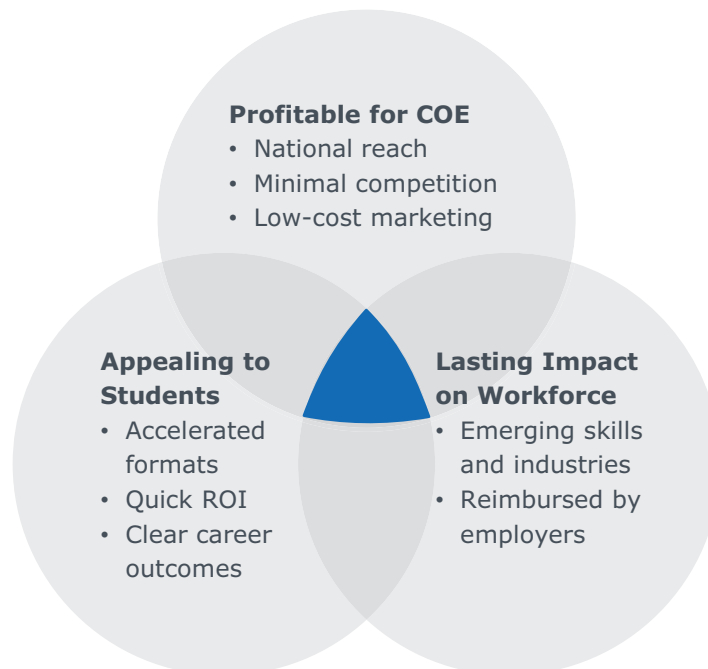 Profitable for COE
• National reach
• Minimal competition
• Low-cost marketing
Appealing to
Students
• Accelerated
formats
• Quick ROI
• Clear career
outcomes
Lasting Impact
on Workforce
• Emerging skills
and industries
• Reimbursed by
employers